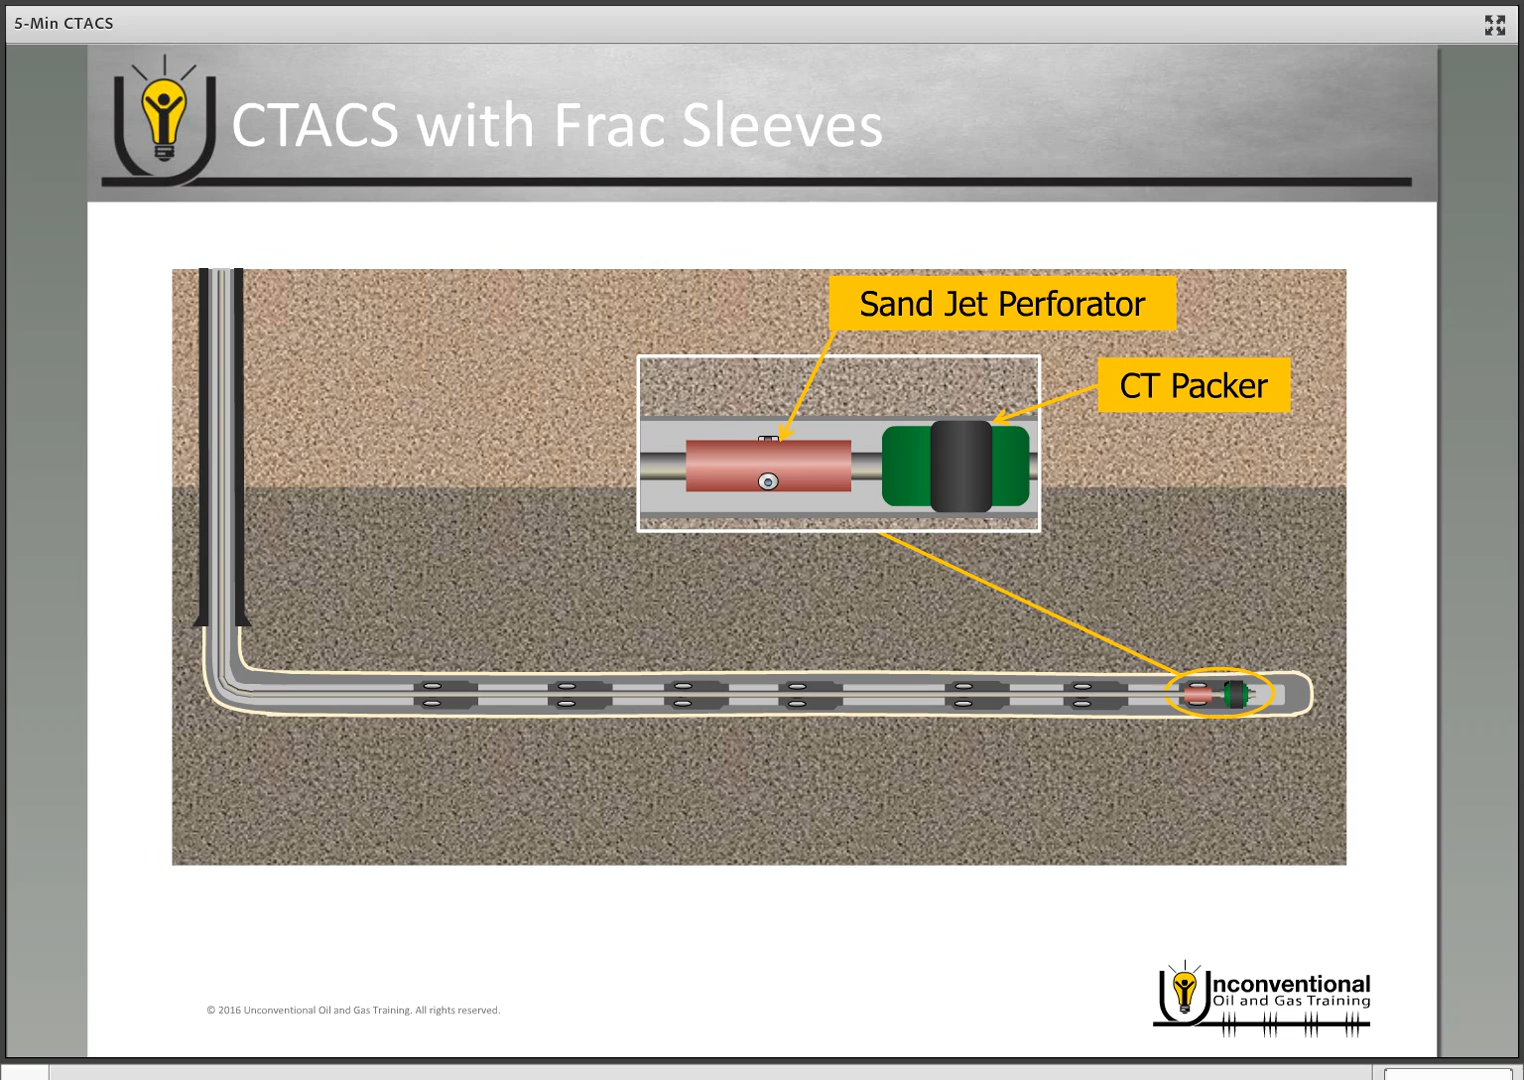 5-Min CTACS
CTACS with Frac Sleeves
Sand Jet Perforator
CT Packer
© 2016 Unconventional Oil and Gas Training. All rights reserved.
Unconventional
Oil and Gas Training